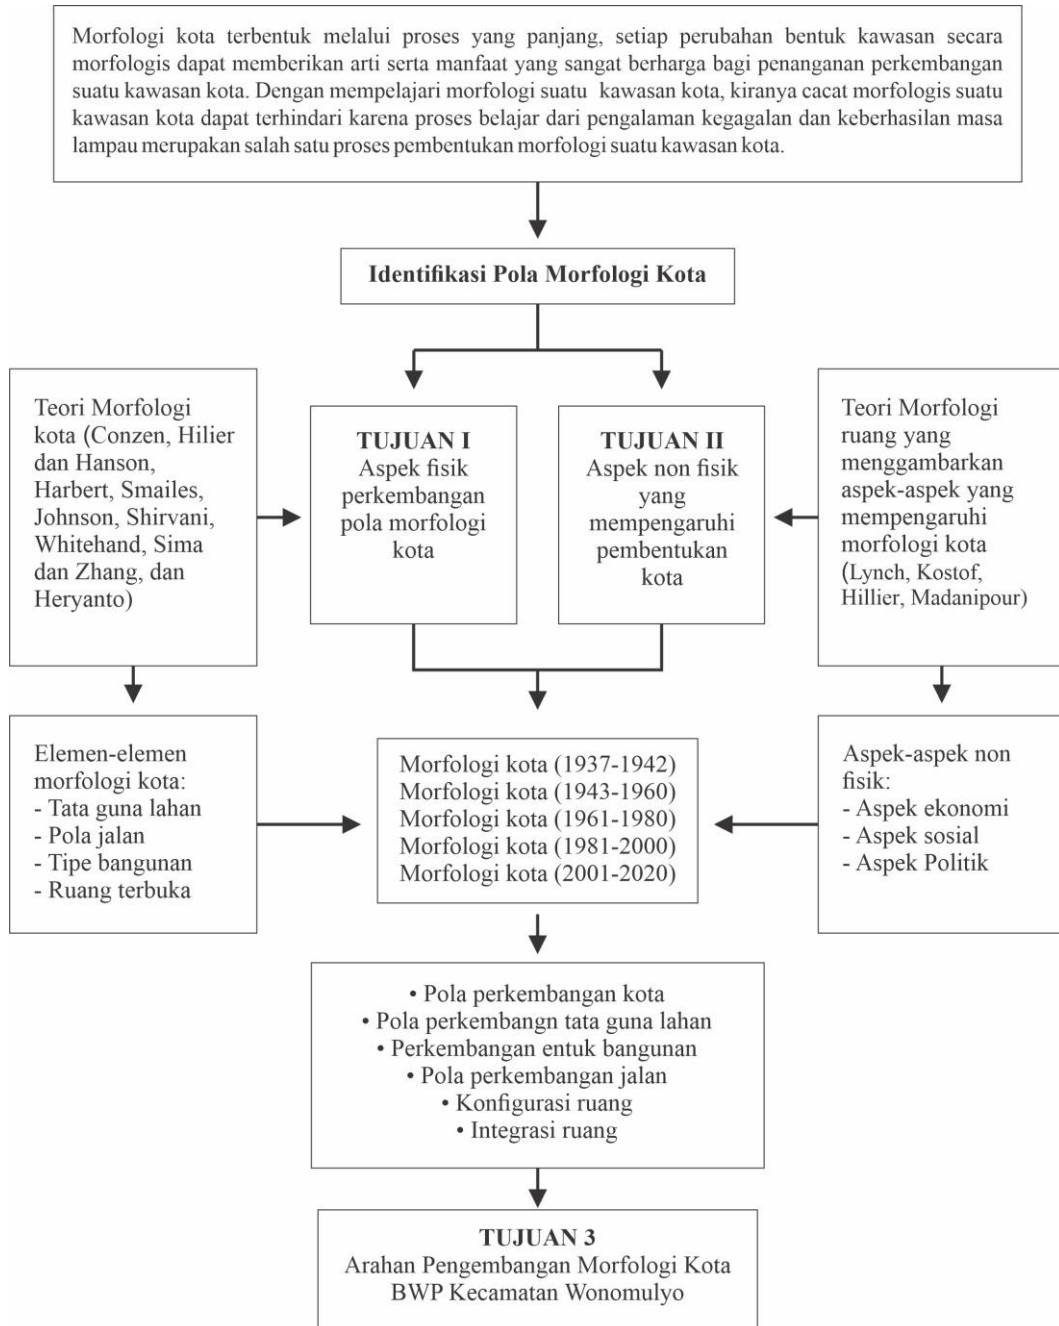 Morfologi kota terbentuk melalui proses yang panjang, setiap perubahan bentuk kawasan secara
morfologis dapat memberikan arti serta manfaat yang sangat berharga bagi penanganan perkembangan
suatu kawasan kota. Dengan mempelajari morfologi suatu kawasan kota, kiranya cacat morfologis suatu
kawasan kota dapat terhindari karena proses belajar dari pengalaman kegagalan dan keberhasilan masa
lampau merupakan salah satu proses pembentukan morfologi suatu kawasan kota.
Identifikasi Pola Morfologi Kota
Teori Morfologi
kota (Conzen, Hilier
dan Hanson,
Harbert, Smailes,
Johnson, Shirvani,
Whitehand, Sima
dan Zhang, dan
Heryanto)
TUJUAN I
Aspek fisik
perkembangan
pola morfologi
kota
TUJUAN II
Aspek non fisik
yang
mempengaruhi
pembentukan
kota
Teori Morfologi
ruang yang
menggambarkan
aspek-aspek yang
mempengaruhi
morfologi kota
(Lynch, Kostof,
Hillier, Madanipour)
Elemen-elemen
morfologi kota:
- Tata guna lahan
- Pola jalan
- Tipe bangunan
- Ruang terbuka
Morfologi kota (1937-1942)
Morfologi kota (1943-1960)
Morfologi kota (1961-1980)
Morfologi kota (1981-2000)
Morfologi kota (2001-2020)
Aspek-aspek non
fisik:
- Aspek ekonomi
- Aspek sosial
- Aspek Politik
• Pola perkembangan kota
• Pola perkembangn tata guna lahan
• Perkembangan entuk bangunan
• Pola perkembangan jalan
• Konfigurasi ruang
• Integrasi ruang
TUJUAN 3
Arahan Pengembangan Morfologi Kota
BWP Kecamatan Wonomulyo